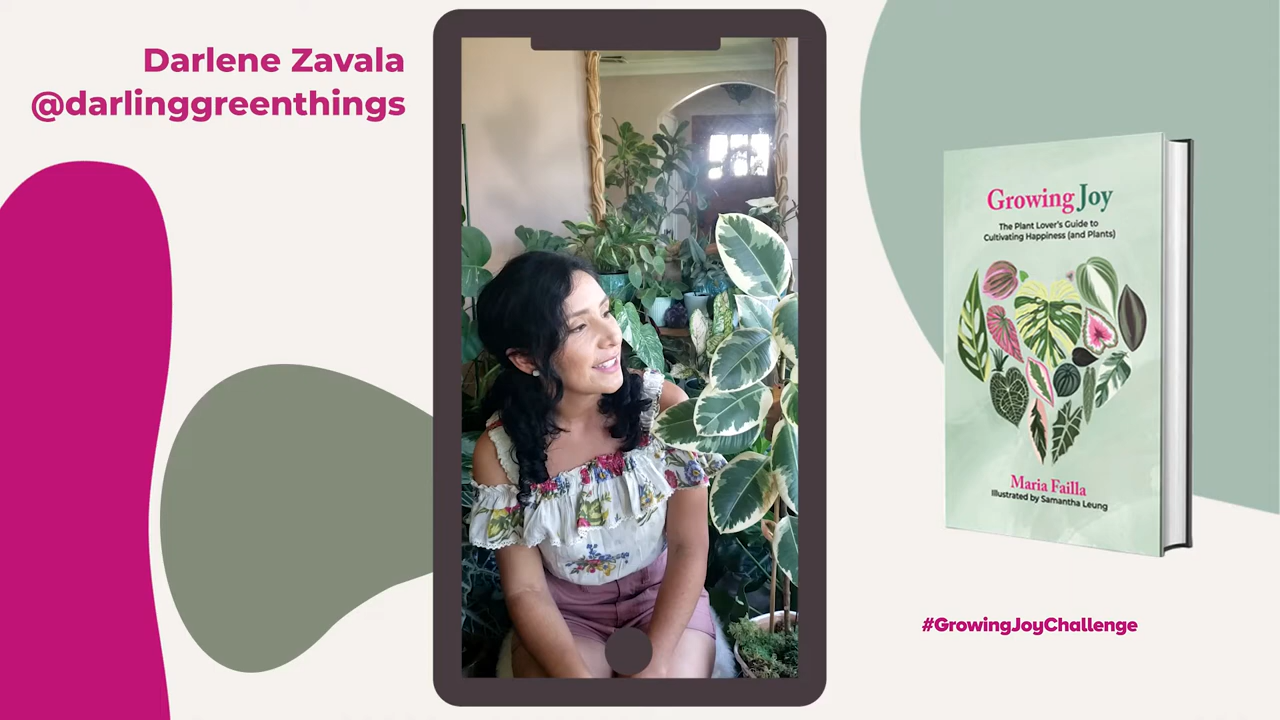 Darlene Zavala
@darlinggreenthings
Growing Joy
The Plant Lover's Guide to
Cultivating Happiness (and Plants)
Maria Failla
Illustrated by Samantha Leung
#GrowingJoyChallenge